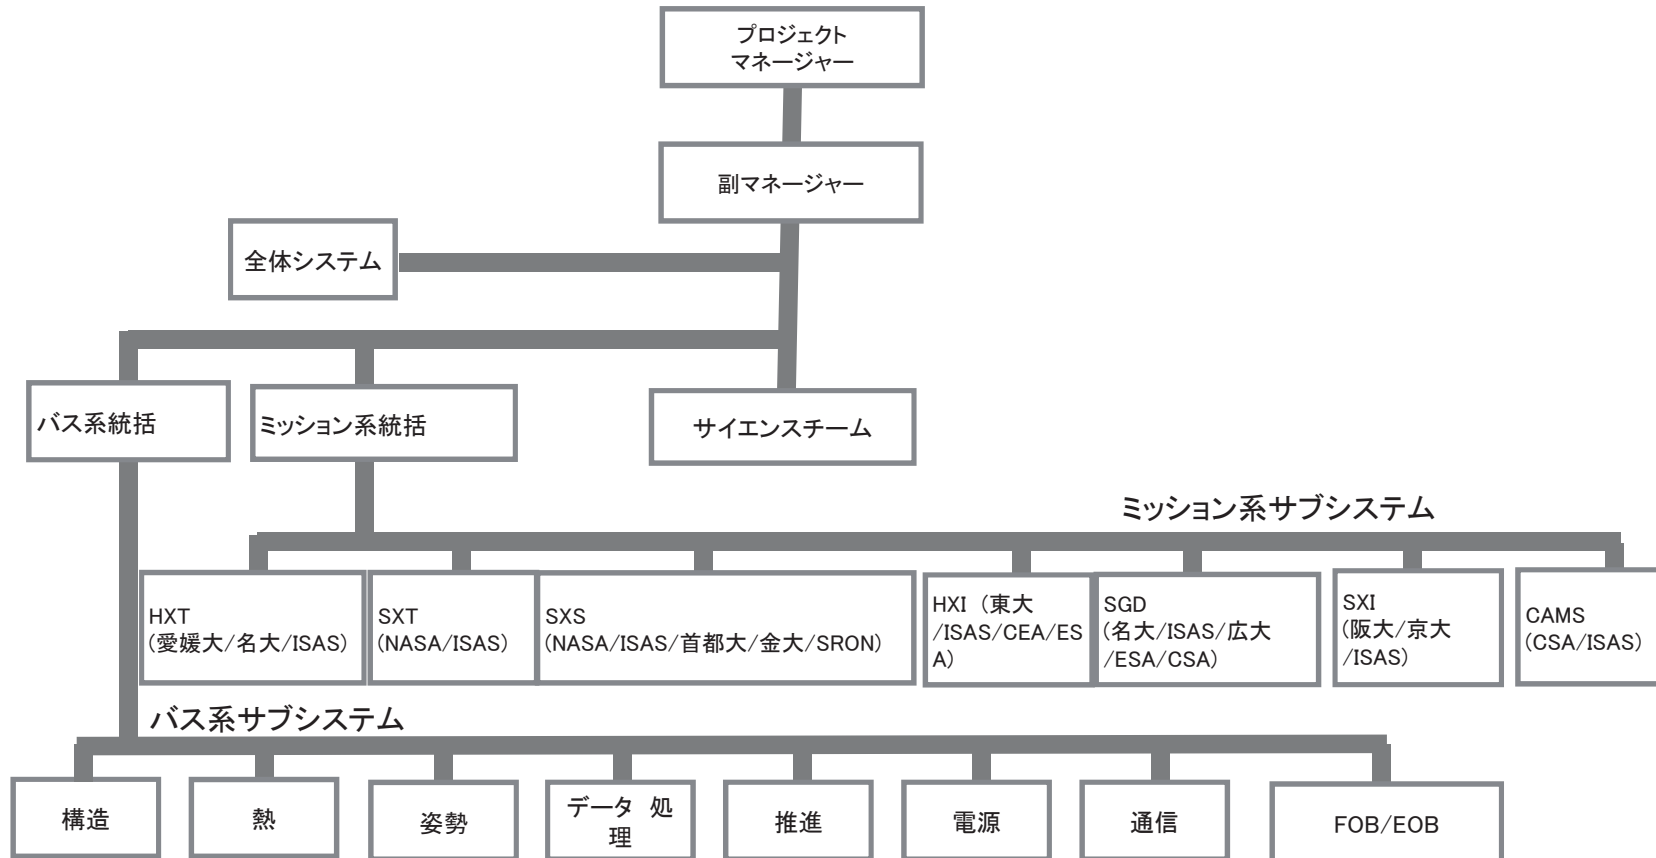 プロジェクト
マネージャー
副マネージャー
全体システム
バス系統括
ミッション系統括
サイエンスチーム
ミッション系サブシステム
HXT
(愛媛大/名大/ISAS)
SXT
(NASA/ISAS)
SXS
(NASA/ISAS/首都大/金大/SRON)
HXI (東大
/ISAS/CEA/ES
A)
SGD
(名大/ISAS/広大
/ESA/CSA)
SXI
(阪大/京大
/ISAS)
CAMS
(CSA/ISAS)
バス系サブシステム
構造
熱
姿勢
データ 処
理
推進
電源
通信
FOB/EOB